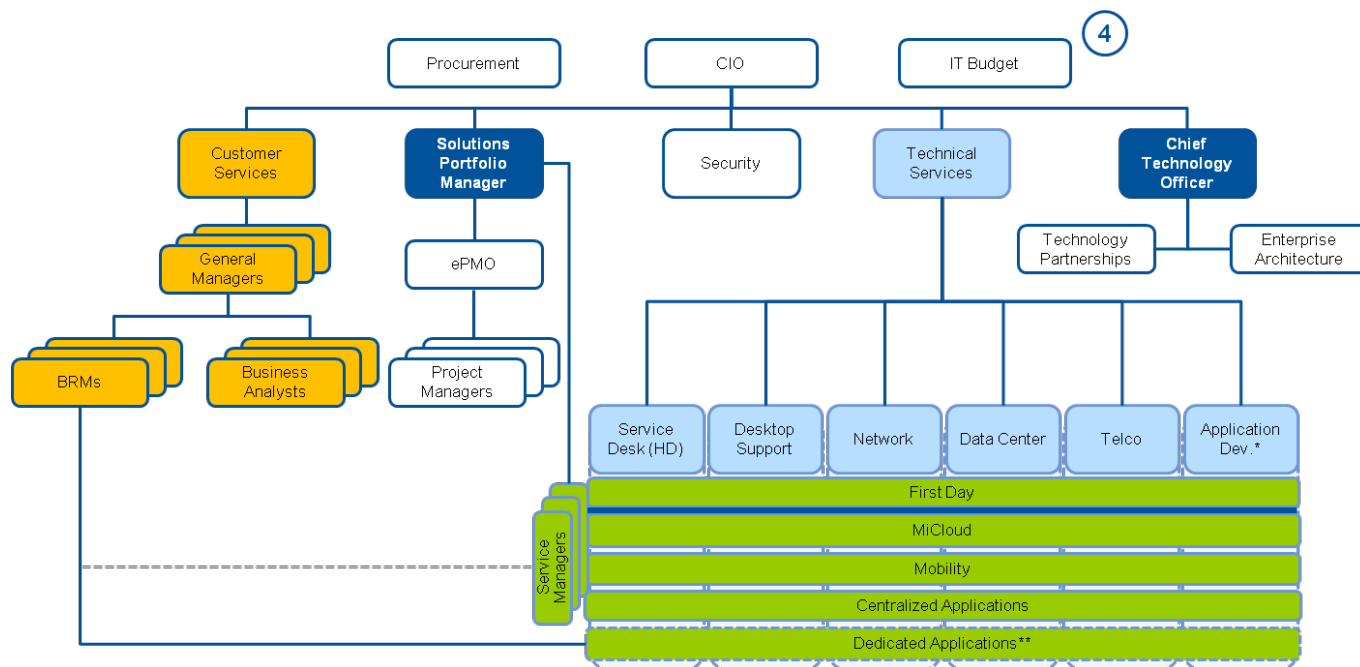 4
Procurement
CIO
IT Budget
Customer
Services
Solutions
Portfolio
Manager
Security
Technical
Services
Chief
Technology
Officer
General
Managers
ePMO
Technology
Partnerships
Enterprise
Architecture
BRMs
Business
Analysts
Project
Managers
Service
Desk (HD)
Desktop
Support
Network
Data Center
Telco
Application
Dev.*
Service
Managers
First Day
MiCloud
Mobility
Centralized Applications
Dedicated Applications**